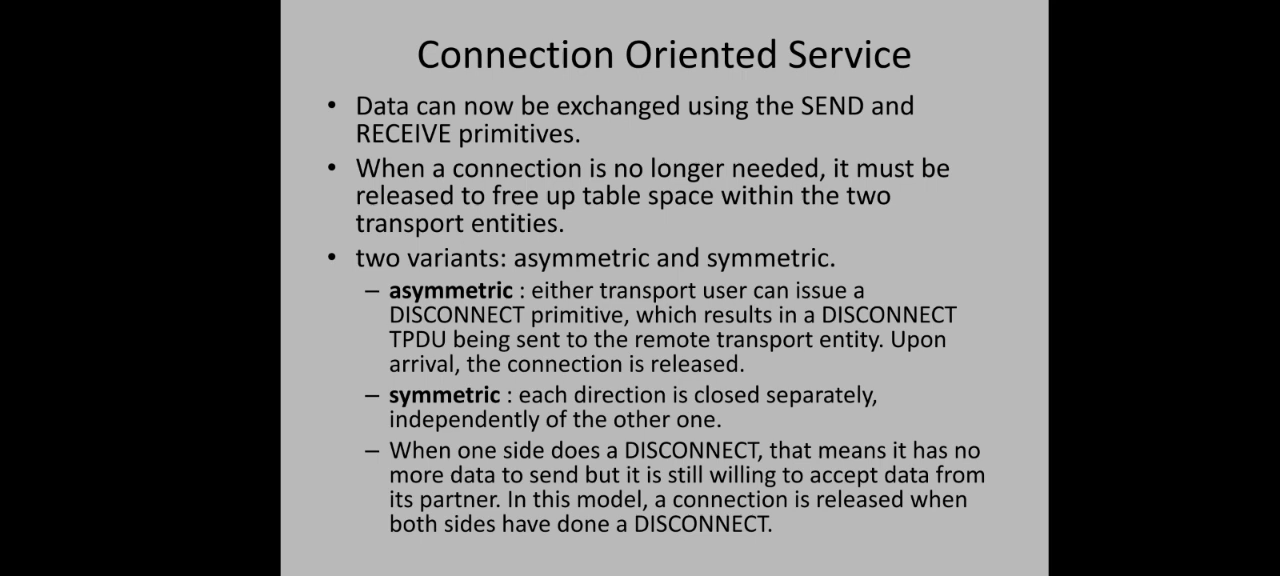 Connection Oriented Service
• Data can now be exchanged using the SEND and
RECEIVE primitives.
• When a connection is no longer needed, it must be
released to free up table space within the two
transport entities.
• two variants: asymmetric and symmetric.
– asymmetric : either transport user can issue a
DISCONNECT primitive, which results in a DISCONNECT
TPDU being sent to the remote transport entity. Upon
arrival, the connection is released.
– symmetric : each direction is closed separately,
independently of the other one.
– When one side does a DISCONNECT, that means it has no
more data to send but it is still willing to accept data from
its partner. In this model, a connection is released when
both sides have done a DISCONNECT.